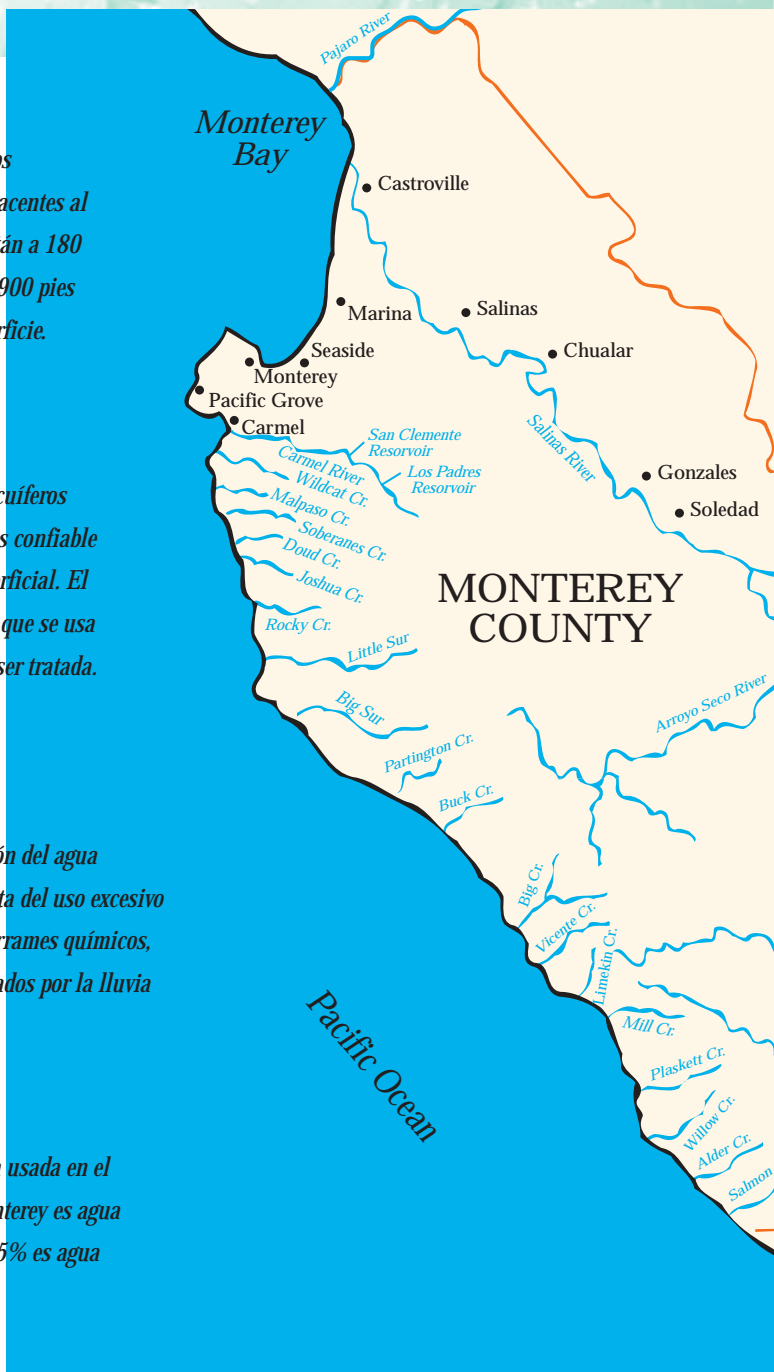 os
acentes al
án a 180
900 pies
rficie.
cuíferos
s confiable
rficial. El
que se usa
ser tratada.
ón del agua
ta del uso excesivo
rrames químicos,
ados por la lluvia
usada en el
nterey es agua
5% es agua
Pajaro River
Monterey
Bay
Castroville
Marina
Salinas
Seaside
Chualar
Monterey
Pacific Grove
Carmel
San Clemente
Resorvoir
Salinas River
Carmel River
Los Padres
Resorvoir
Gonzales
Wildcat Cr.
Malpaso Cr.
Soledad
Soberanes Cr.
Doud Cr.
Joshua Cr.
MONTEREY
COUNTY
Rocky Cr.
Little Sur
Big Sur
Arroyo Seco River
Partington Cr.
Buck Cr.
Big Cr.
Vicente Cr.
Limekin Cr.
Pacific Ocean
Mill Cr.
Plaskett Cr.
Willow Cr.
Alder Cr.
Salmon